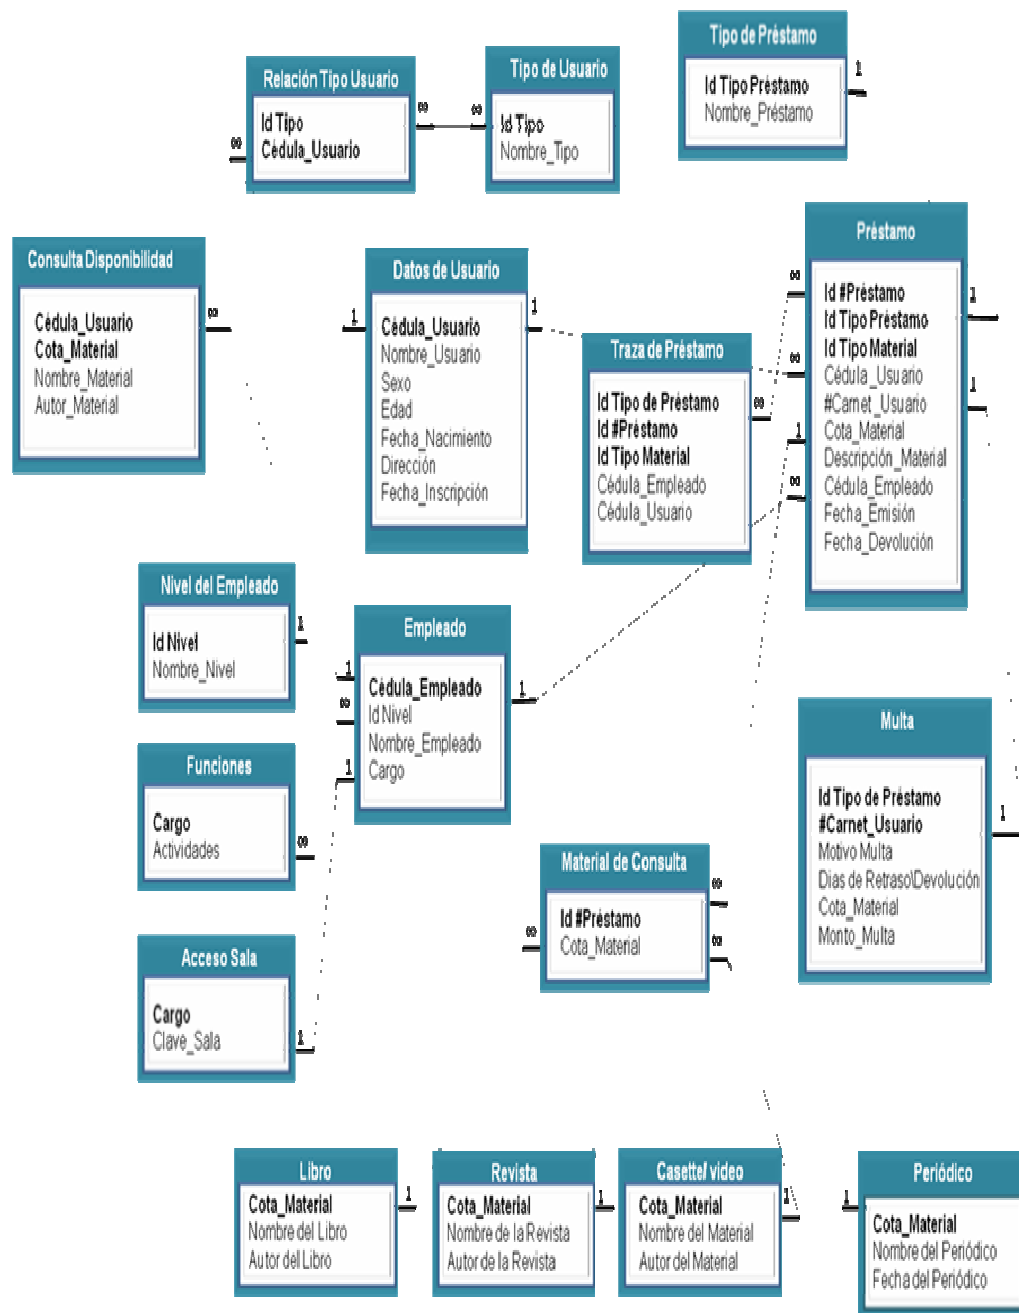 Tipo de Préstamo
1
Id Tipo Préstamo
Nombre_Préstamo
Relación Tipo Usuario
Id Tipo
Cédula_Usuario
∞
∞
Tipo de Usuario
∞
Id Tipo
Nombre_Tipo
Consulta Disponibilidad
Cédula_Usuario
Cota_Material
Nombre_Material
Autor_Material
∞
Datos de Usuario
1
1
Cédula_Usuario
Nombre_Usuario
Sexo
Edad
Fecha_Nacimiento
Dirección
Fecha_Inscripción
Traza de Préstamo
∞
Id Tipo de Préstamo
Id #Préstamo
Id Tipo Material
Cédula_Empleado
Cédula_Usuario
Préstamo
∞
∞
1
∞
1
1
Id #Préstamo
Id Tipo Préstamo
Id Tipo Material
Cédula_Usuario
#Carnet_Usuario
Cota_Material
Descripción_Material
Cédula_Empleado
Fecha_Emisión
Fecha_Devolución
Nivel del Empleado
1
Id Nivel
Nombre_Nivel
Empleado
1
∞
1
1
Cédula_Empleado
Id Nivel
Nombre_Empleado
Cargo
Funciones
Cargo
Actividades
∞
Multa
1
Id Tipo de Préstamo
#Carnet_Usuario
Motivo Multa
Dias de Retraso\Devolución
Cota_Material
Monto_Multa
Material de Consulta
∞
∞
∞
Id #Préstamo
Cota_Material
Acceso Sala
Cargo
Clave_Sala
1
Libro
Cota_Material
Nombre del Libro
Autor del Libro
1
Revista
Cota_Material
Nombre de la Revista
Autor de la Revista
1
Casette/ video
Cota_Material
Nombre del Material
Autor del Material
1
Periódico
1
Cota_Material
Nombre del Periódico
Fecha del Periódico